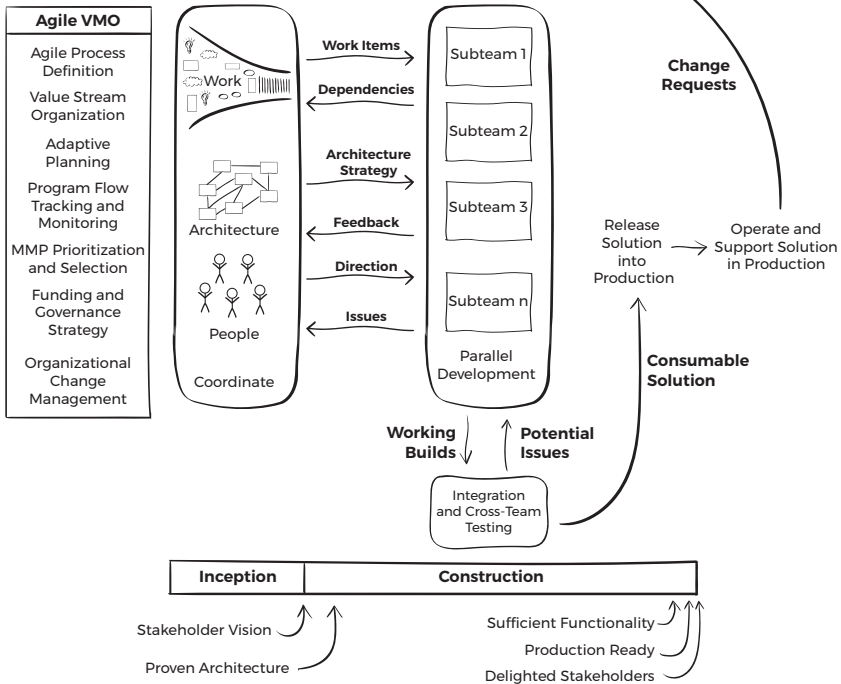 Agile VMO
Agile Process
Definition
Value Stream
Organization
Adaptive
Planning
Program Flow
Tracking and
Monitoring
MMP Prioritization
and Selection
Funding and
Governance
Strategy
Organizational
Change
Management
Work
Architecture
People
Coordinate
Work Items
Dependencies
Architecture
Strategy
Feedback
Direction
Issues
Subteam 1
Subteam 2
Subteam 3
Subteam n
Parallel
Development
Working
Builds
Potential
Issues
Integration
and Cross-Team
Testing
Consumable
Solution
Release
Solution
into
Production
Operate and
Support Solution
in Production
Change
Requests
Inception
Construction
Stakeholder Vision
Proven Architecture
Sufficient Functionality
Production Ready
Delighted Stakeholders